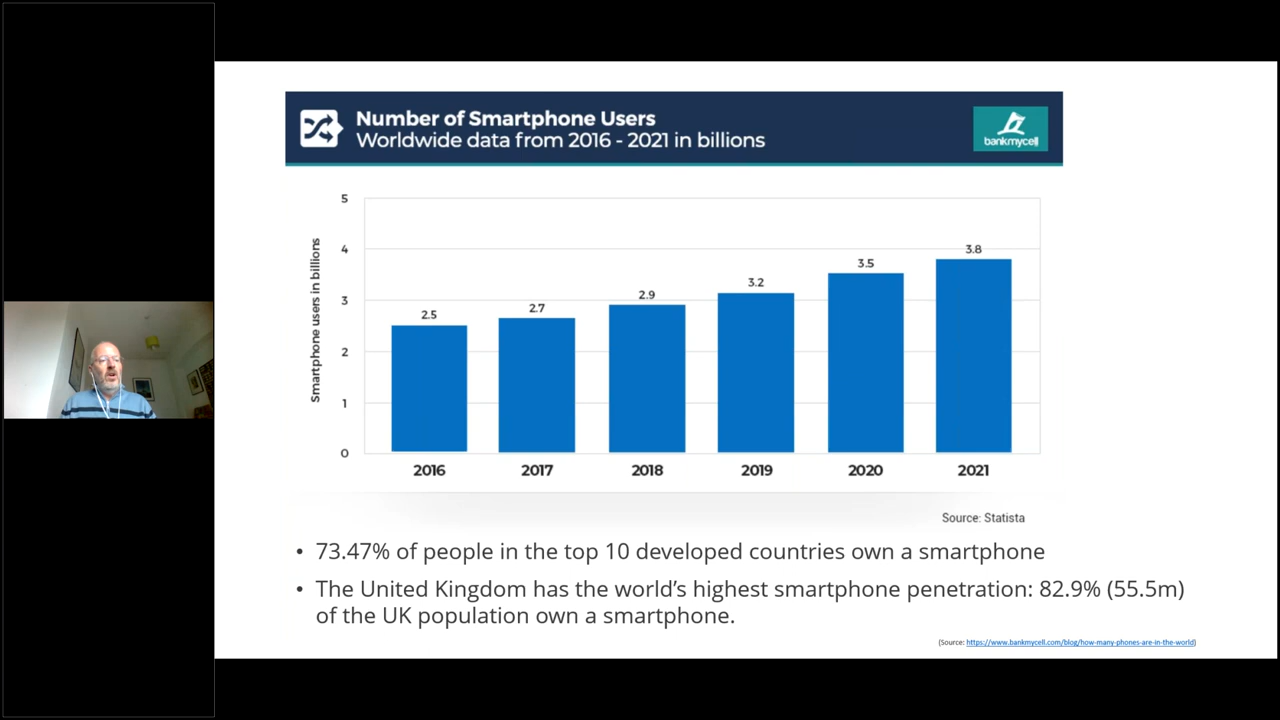 Number of Smartphone Users
Worldwide data from 2016 - 2021 in billions
bankmycell
Smartphone users in billions
5
4
3
2
1
0
2.5
2.7
2.9
3.2
3.5
3.8
2016
2017
2018
2019
2020
2021
Source: Statista
• 73.47% of people in the top 10 developed countries own a smartphone
• The United Kingdom has the world’s highest smartphone penetration: 82.9% (55.5m)
of the UK population own a smartphone.
(Source: https://www.bankmycell.com/blog/how-many-phones-are-in-the-world)